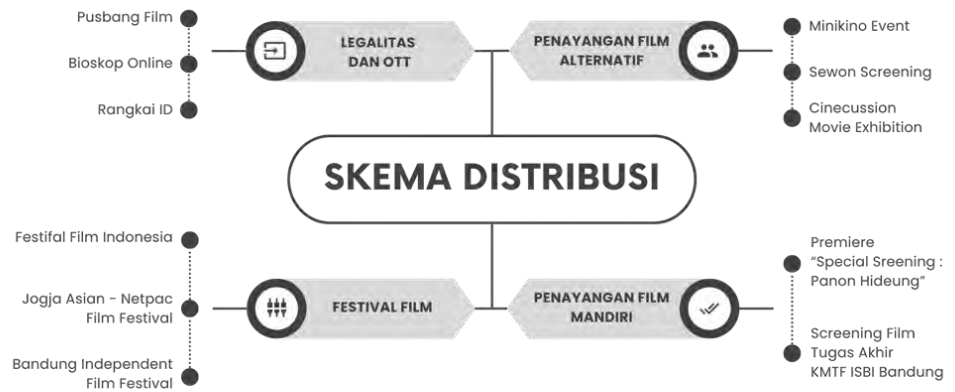 Pusbang Film
Bioskop Online
Rangkai ID
LEGALITAS
DAN OTT
PENAYANGAN FILM
ALTERNATIF
Minikino Event
Sewon Screening
Cinecussion
Movie Exhibition
SKEMA DISTRIBUSI
Festifal Film Indonesia
Jogja Asian - Netpac
Film Festival
Bandung Independent
Film Festival
FESTIVAL FILM
PENAYANGAN FILM
MANDIRI
Premiere
“Special Sreening :
Panon Hideung”
Screening Film
Tugas Akhir
KMTF ISBI Bandung